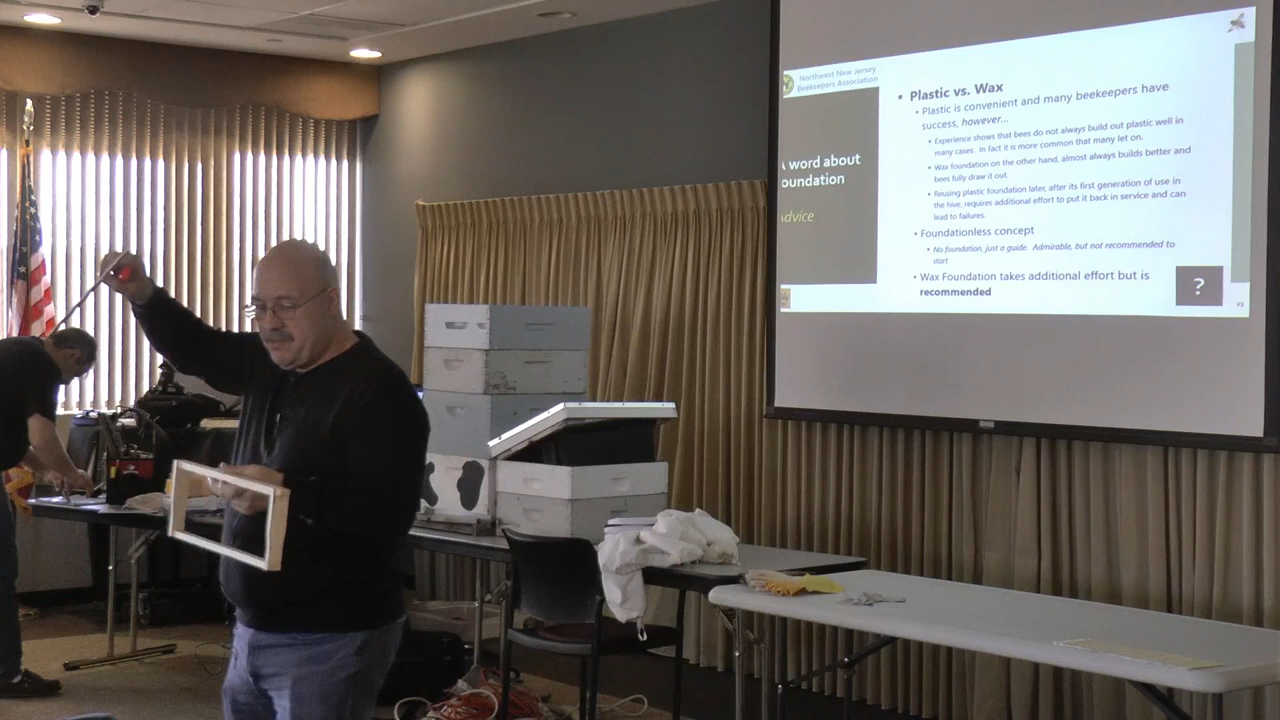 Northwest New Jersey
Beekeepers Association
A word about
oundation
Advice
▪ Plastic vs. Wax
• Plastic is convenient and many beekeepers have
success, however...
• Experience shows that bees do not always build out plastic well in
many cases. In fact it is more common that many let on.
• Wax foundation on the other hand, almost always builds better and
bees fully draw it out.
• Reusing plastic foundation later, after its first generation of use in
the hive, requires additional effort to put it back in service and can
lead to failures.
• Foundationless concept
• No foundation, just a guide. Admirable, but not recommended to
start
• Wax Foundation takes additional effort but is
recommended
?
23